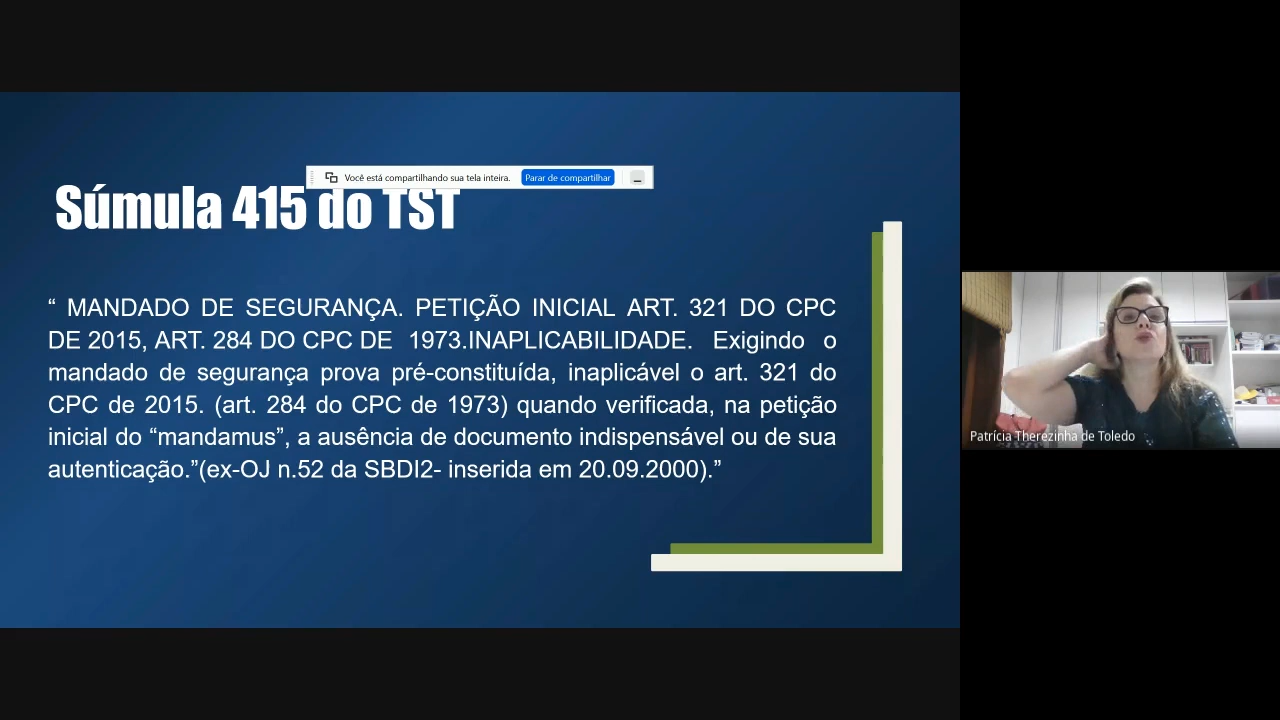 Você está compartilhando sua tela inteira. Parar de compartilhar
Súmula 415 do TST
“ MANDADO DE SEGURANÇA. PETIÇÃO INICIAL ART. 321 DO CPC
DE 2015, ART. 284 DO CPC DE 1973.INAPLICABILIDADE. Exigindo o
mandado de segurança prova pré-constituída, inaplicável o art. 321 do
CPC de 2015. (art. 284 do CPC de 1973) quando verificada, na petição
inicial do “mandamus”, a ausência de documento indispensável ou de sua
autenticação.”(ex-OJ n.52 da SBDI2- inserida em 20.09.2000).”
Patrícia Therezinha de Toledo